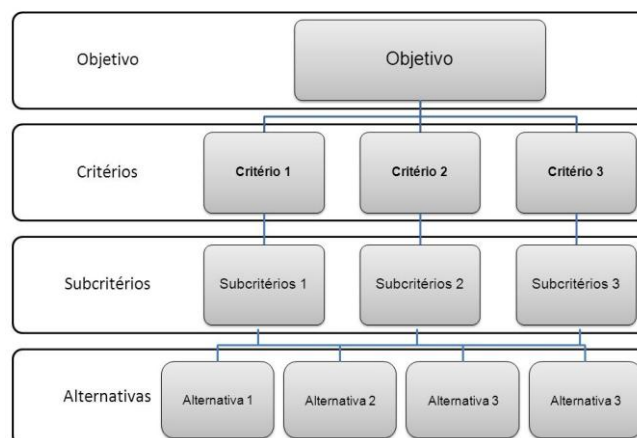 Objetivo
Objetivo
Critérios
Critério 1
Critério 2
Critério 3
Subcritérios
Subcritérios 1
Subcritérios 2
Subcritérios 3
Alternativas
Alternativa 1
Alternativa 2
Alternativa 3
Alternativa 3